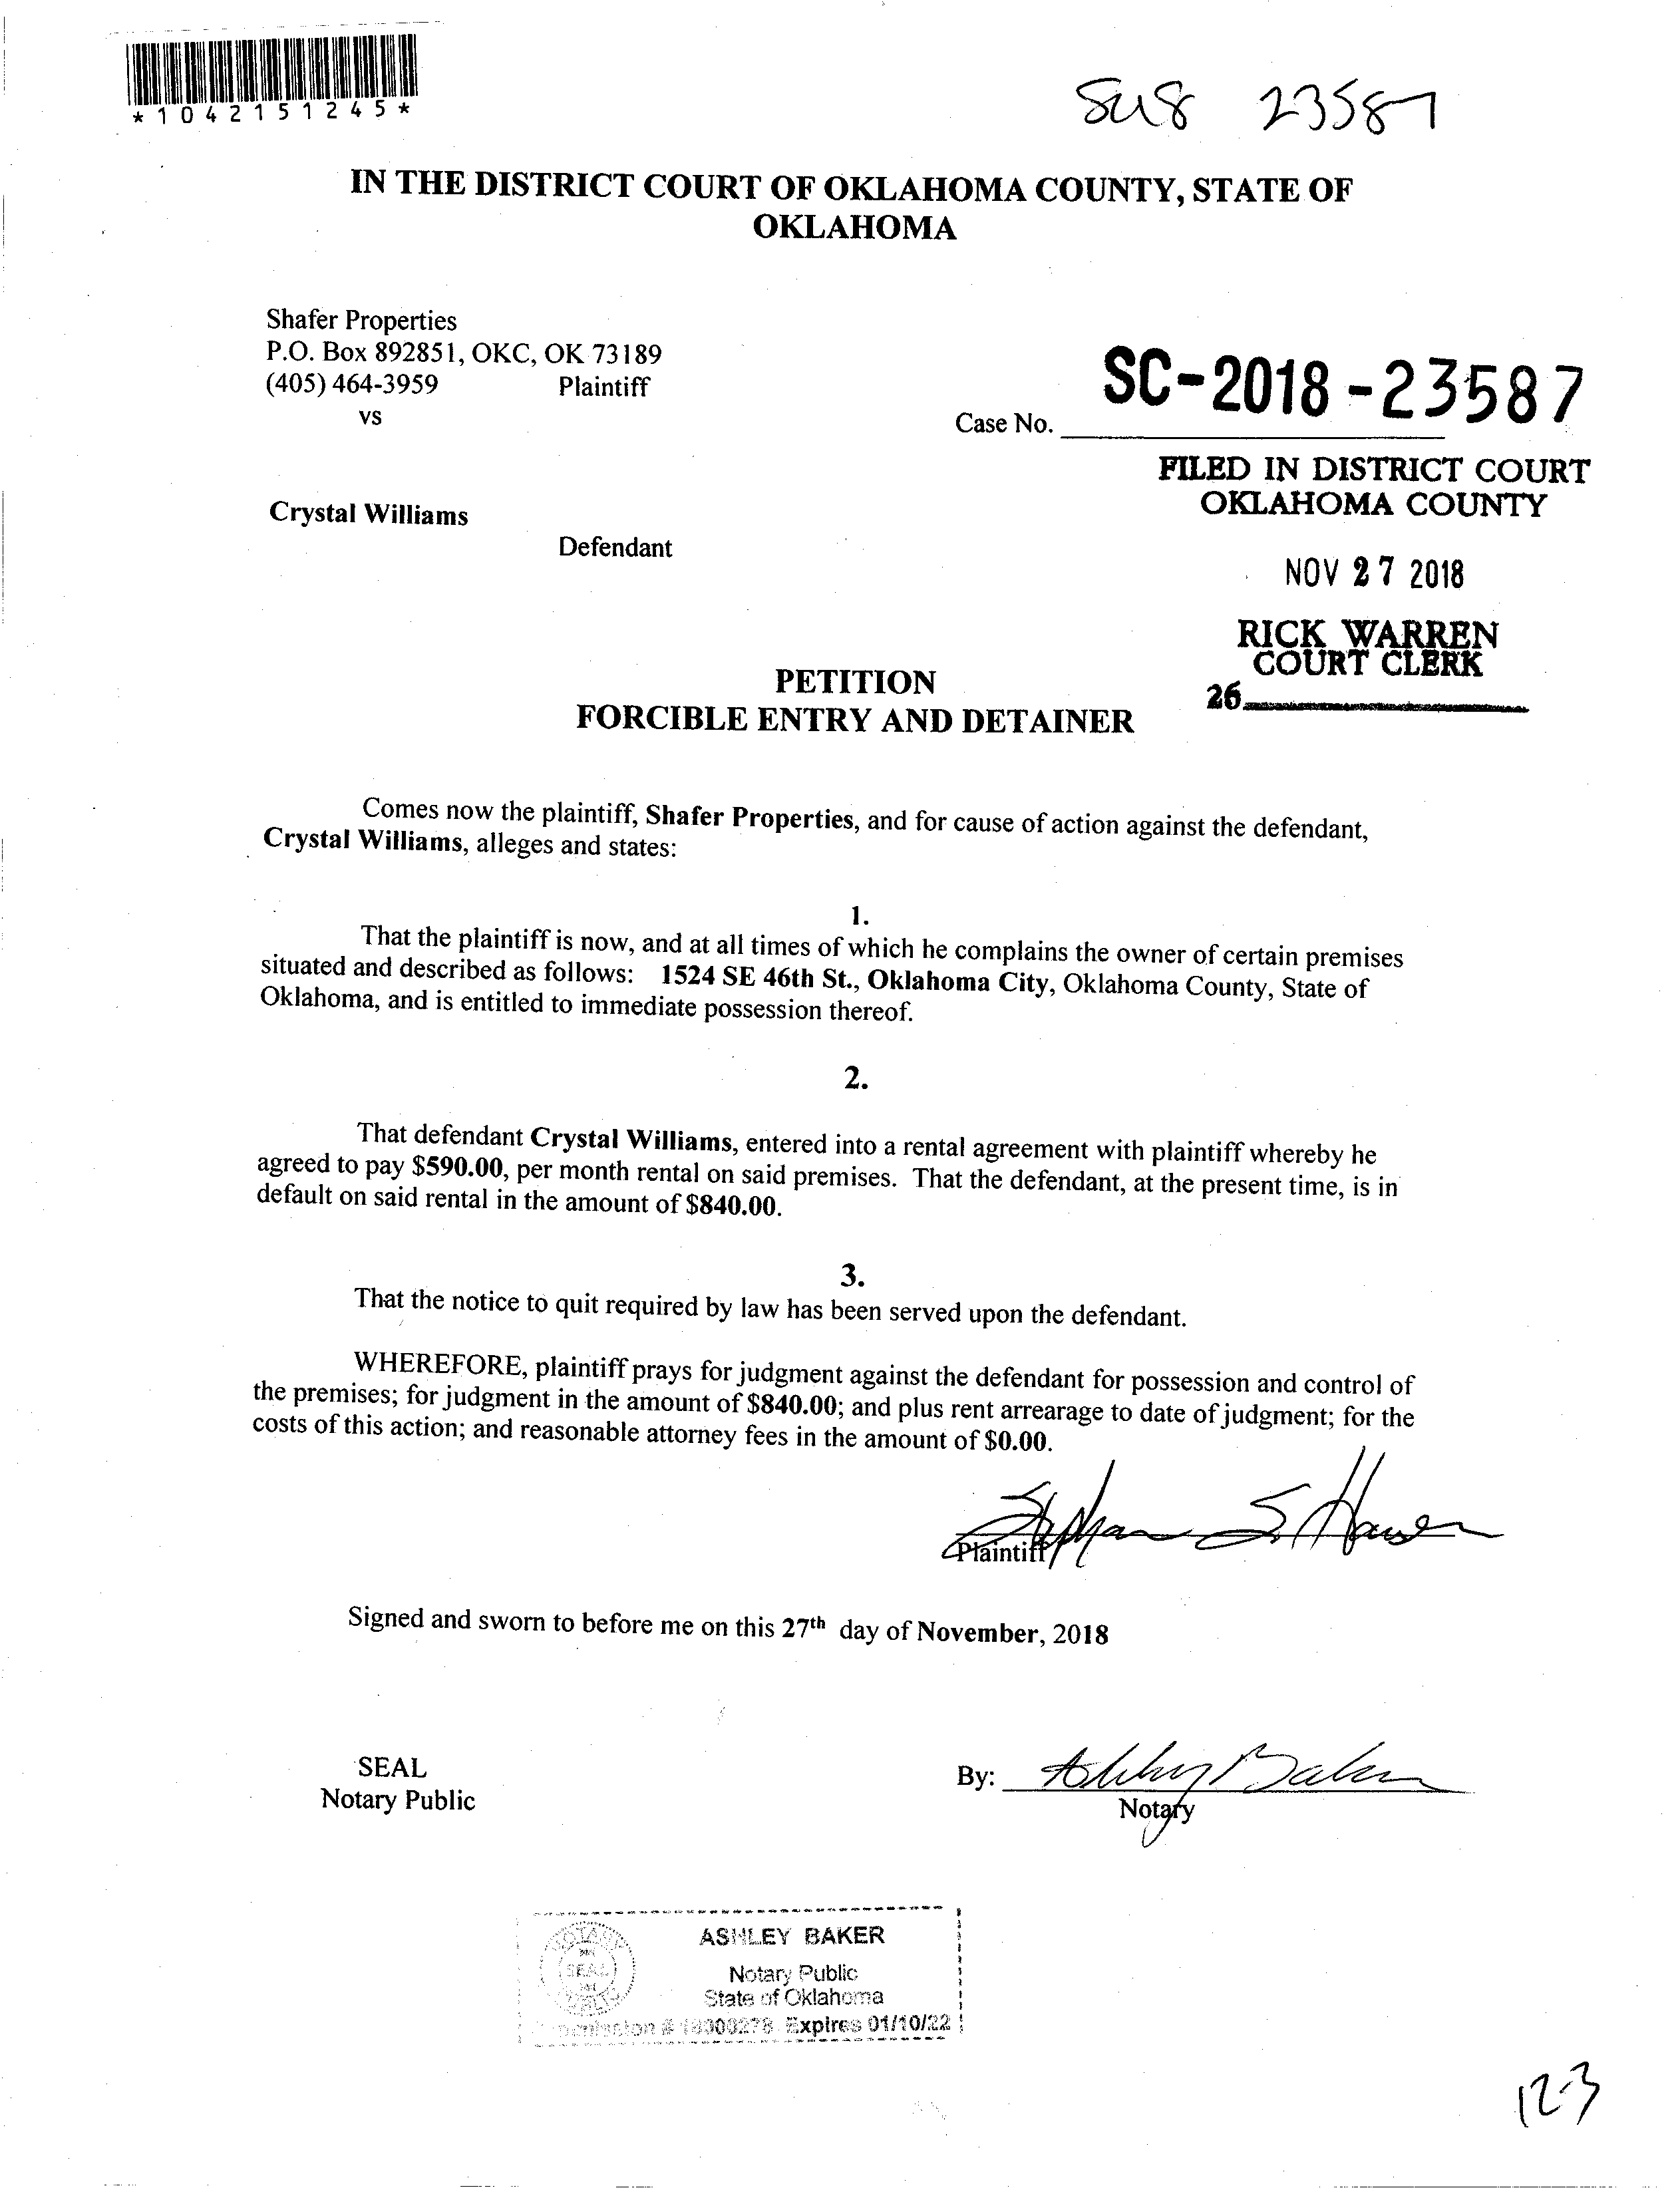 *1042151245*
23587
IN THE DISTRICT COURT OF OKLAHOMA COUNTY, STATE OF
OKLAHOMA
Shafer Properties
P.O. Box 892851, OKC, OK 73189
(405) 464-3959 Plaintiff
vs
Case No. SC-2018-23587
FILED IN DISTRICT COURT
OKLAHOMA COUNTY
Crystal Williams
Defendant
NOV 27 2018
RICK WARREN
COURT CLERK
26
PETITION
FORCIBLE ENTRY AND DETAINER
Comes now the plaintiff, Shafer Properties, and for cause of action against the defendant,
Crystal Williams, alleges and states:
1.
That the plaintiff is now, and at all times of which he complains the owner of certain premises
situated and described as follows: 1524 SE 46th St., Oklahoma City, Oklahoma County, State of
Oklahoma, and is entitled to immediate possession thereof.
2.
That defendant Crystal Williams, entered into a rental agreement with plaintiff whereby he
agreed to pay $590.00, per month rental on said premises. That the defendant, at the present time, is in
default on said rental in the amount of $840.00.
3.
That the notice to quit required by law has been served upon the defendant.
WHEREFORE, plaintiff prays for judgment against the defendant for possession and control of
the premises; for judgment in the amount of $840.00; and plus rent arrearage to date of judgment; for the
costs of this action; and reasonable attorney fees in the amount of $0.00.
Plaintiff
Signed and sworn to before me on this 27th day of November, 2018
SEAL
Notary Public
By: Ashley Baker
Notary
NOTARY
SEAL
PUBLIC
ASHLEY BAKER
Notary Public
State of Oklahoma
Expires 01/10/22
12-3